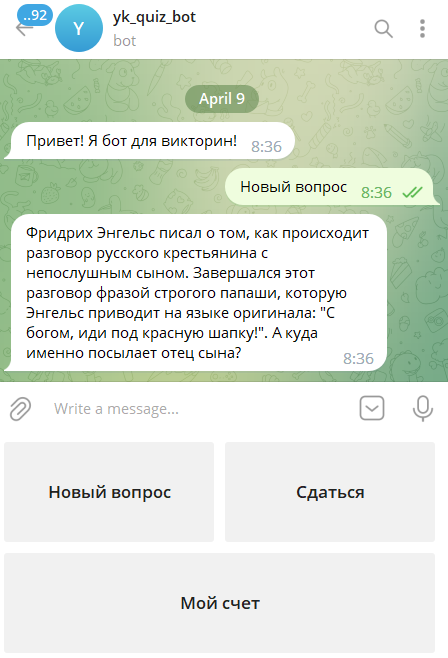 ..92
Y
yk_quiz_bot
bot
April 9
Привет! Я бот для викторин!
8:36
Новый вопрос
8:36
Фридрих Энгельс писал о том, как происходит
разговор русского крестьянина с
непослушным сыном. Завершался этот
разговор фразой строгого папаши, которую
Энгельс приводит на языке оригинала: "С
богом, иди под красную шапку!". А куда
именно посылает отец сына?
8:36
Write a message...
Новый вопрос
Сдаться
Мой счет